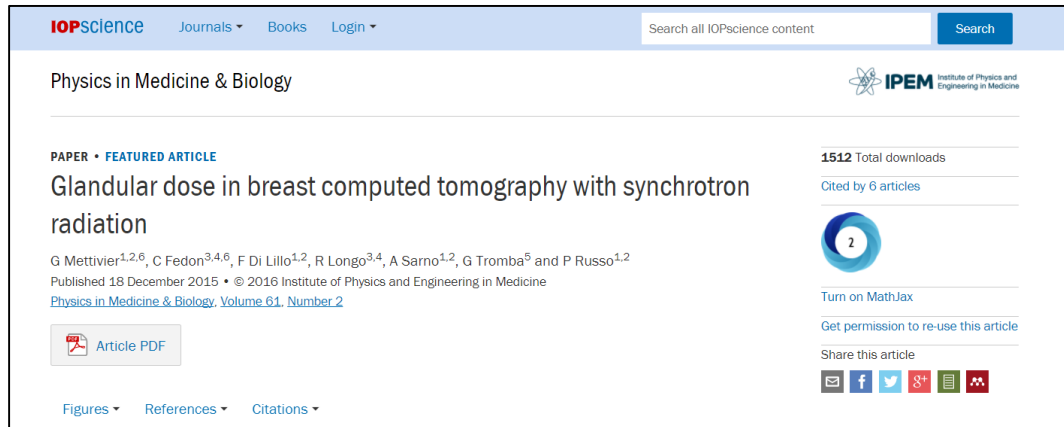 IOPscience Journals Books Login Search all IOPscience content Search
Physics in Medicine & Biology
IPEM Institute of Physics and
Engineering in Medicine
PAPER • FEATURED ARTICLE
Glandular dose in breast computed tomography with synchrotron
radiation
G Mettivier1,2,6, C Fedon3,4,6, F Di Lillo1,2, R Longo3,4, A Sarno1,2, G Tromba5 and P Russo1,2
Published 18 December 2015 • © 2016 Institute of Physics and Engineering in Medicine
Physics in Medicine & Biology, Volume 61, Number 2
PDF Article PDF
Figures References Citations
1512 Total downloads
Cited by 6 articles
2
Turn on MathJax
Get permission to re-use this article
Share this article
f 8+